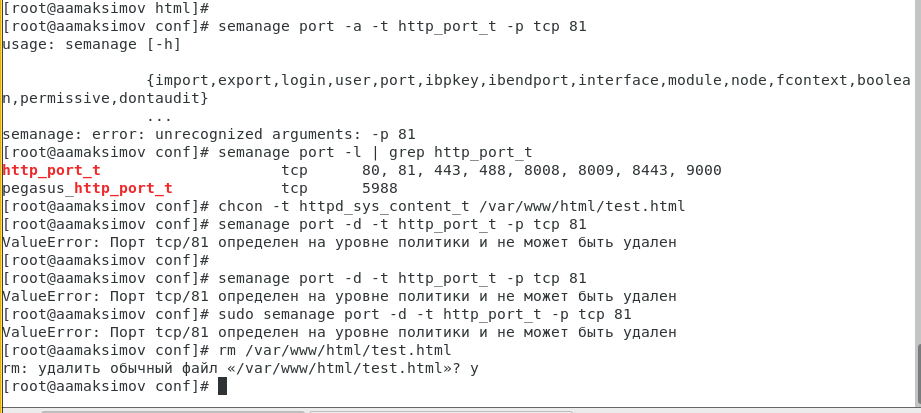 [root@aamaksimov html]#
[root@aamaksimov conf]# semanage port -a -t http_port_t -p tcp 81
usage: semanage [-h]
{import,export,login,user,port,ibpkey,ibendport,interface,module,node,fcontext,boolea
n,permissive,dontaudit}
...
semanage: error: unrecognized arguments: -p 81
[root@aamaksimov conf]# semanage port -l | grep http_port_t
http_port_t                    tcp      80, 81, 443, 488, 8008, 8009, 8443, 9000
pegasus_http_port_t            tcp      5988
[root@aamaksimov conf]# chcon -t httpd_sys_content_t /var/www/html/test.html
[root@aamaksimov conf]# semanage port -d -t http_port_t -p tcp 81
ValueError: Порт tcp/81 определен на уровне политики и не может быть удален
[root@aamaksimov conf]#
[root@aamaksimov conf]# semanage port -d -t http_port_t -p tcp 81
ValueError: Порт tcp/81 определен на уровне политики и не может быть удален
[root@aamaksimov conf]# sudo semanage port -d -t http_port_t -p tcp 81
ValueError: Порт tcp/81 определен на уровне политики и не может быть удален
[root@aamaksimov conf]# rm /var/www/html/test.html
rm: удалить обычный файл «/var/www/html/test.html»? y
[root@aamaksimov conf]#